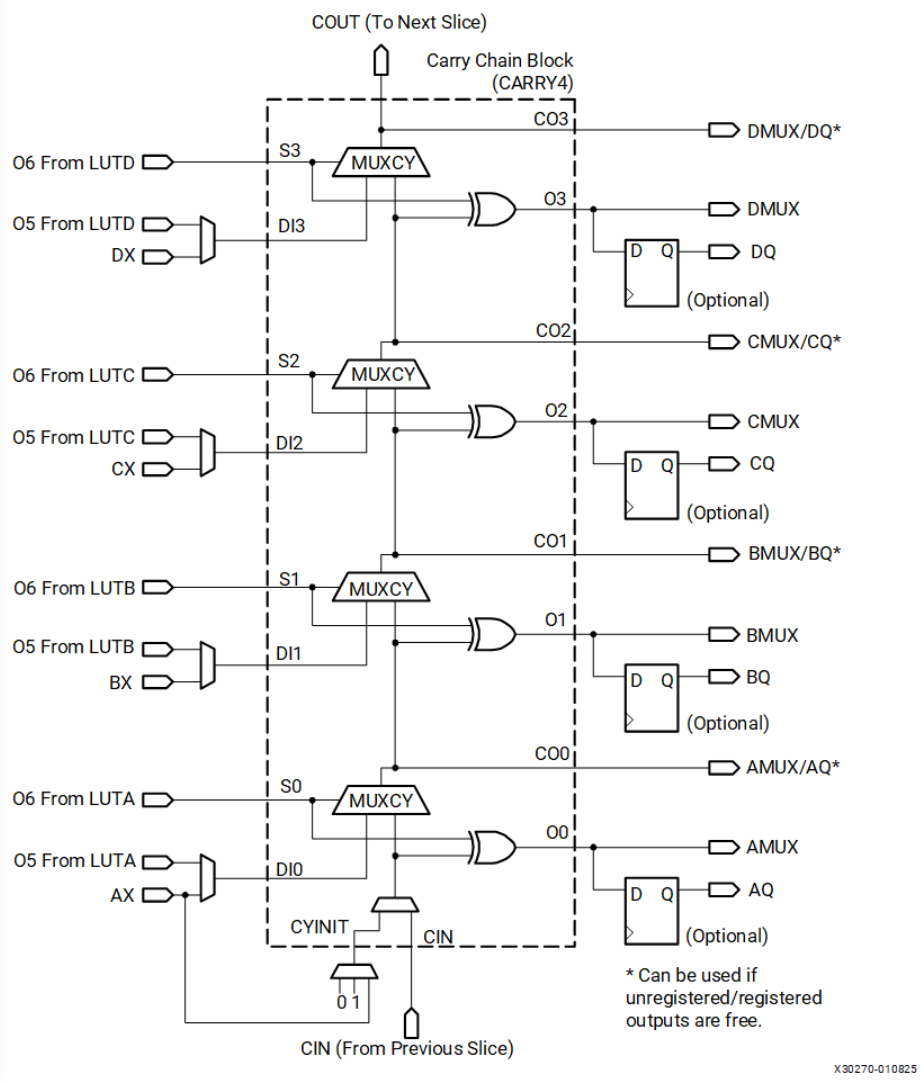 COUT (To Next Slice)
Carry Chain Block
(CARRY4)
CO3
DMUX/DQ*
S3
MUXCY
O6 From LUTD
O3
DMUX
O5 From LUTD
DI3
DX
D Q
DQ
(Optional)
CO2
CMUX/CQ*
S2
MUXCY
O6 From LUTC
O2
CMUX
O5 From LUTC
DI2
CX
D Q
CQ
(Optional)
CO1
BMUX/BQ*
S1
MUXCY
O6 From LUTB
O1
BMUX
O5 From LUTB
DI1
BX
D Q
BQ
(Optional)
CO0
AMUX/AQ*
S0
MUXCY
O6 From LUTA
O0
AMUX
O5 From LUTA
DI0
AX
D Q
AQ
CYINIT
CIN
(Optional)
0 1
* Can be used if
unregistered/registered
outputs are free.
CIN (From Previous Slice)
X30270-010825